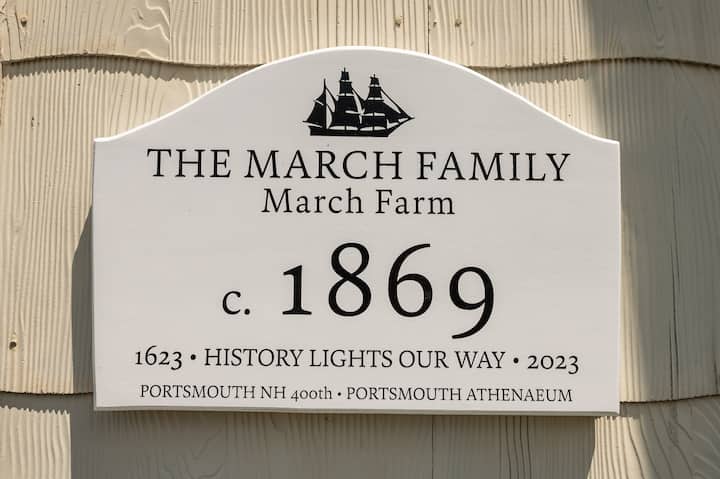 THE MARCH FAMILY
March Farm
c. 1869
1623 • HISTORY LIGHTS OUR WAY • 2023
PORTSMOUTH NH 400th • PORTSMOUTH ATHENAEUM